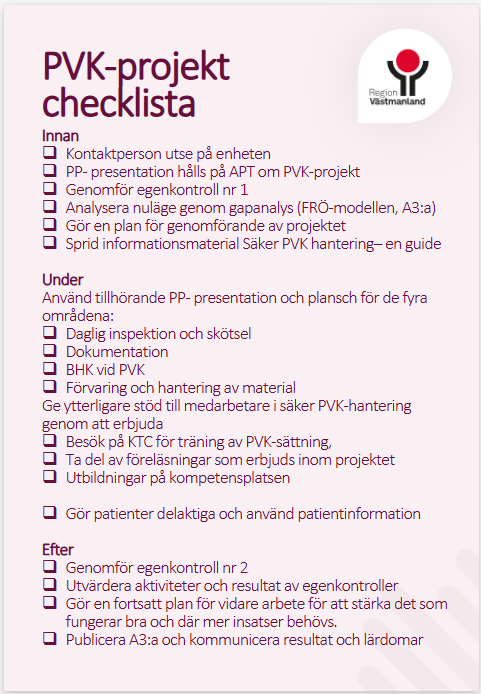 PVK-projekt
checklista
Region
Västmanland
Innan
Kontaktperson utse på enheten
PP- presentation hålls på APT om PVK-projekt
Genomför egenkontroll nr 1
Analysera nuläge genom gapanalys (FRÖ-modellen, A3:a)
Gör en plan för genomförande av projektet
Sprid informationsmaterial Säker PVK hantering– en guide
Under
Använd tillhörande PP- presentation och plansch för de fyra
områdena:
Daglig inspektion och skötsel
Dokumentation
BHK vid PVK
Förvaring och hantering av material
Ge ytterligare stöd till medarbetare i säker PVK-hantering
genom att erbjuda
Besök på KTC för träning av PVK-sättning,
Ta del av föreläsningar som erbjuds inom projektet
Utbildningar på kompetensplatsen
Gör patienter delaktiga och använd patientinformation
Efter
Genomför egenkontroll nr 2
Utvärdera aktiviteter och resultat av egenkontroller
Gör en fortsatt plan för vidare arbete för att stärka det som
fungerar bra och där mer insatser behövs.
Publicera A3:a och kommunicera resultat och lärdomar